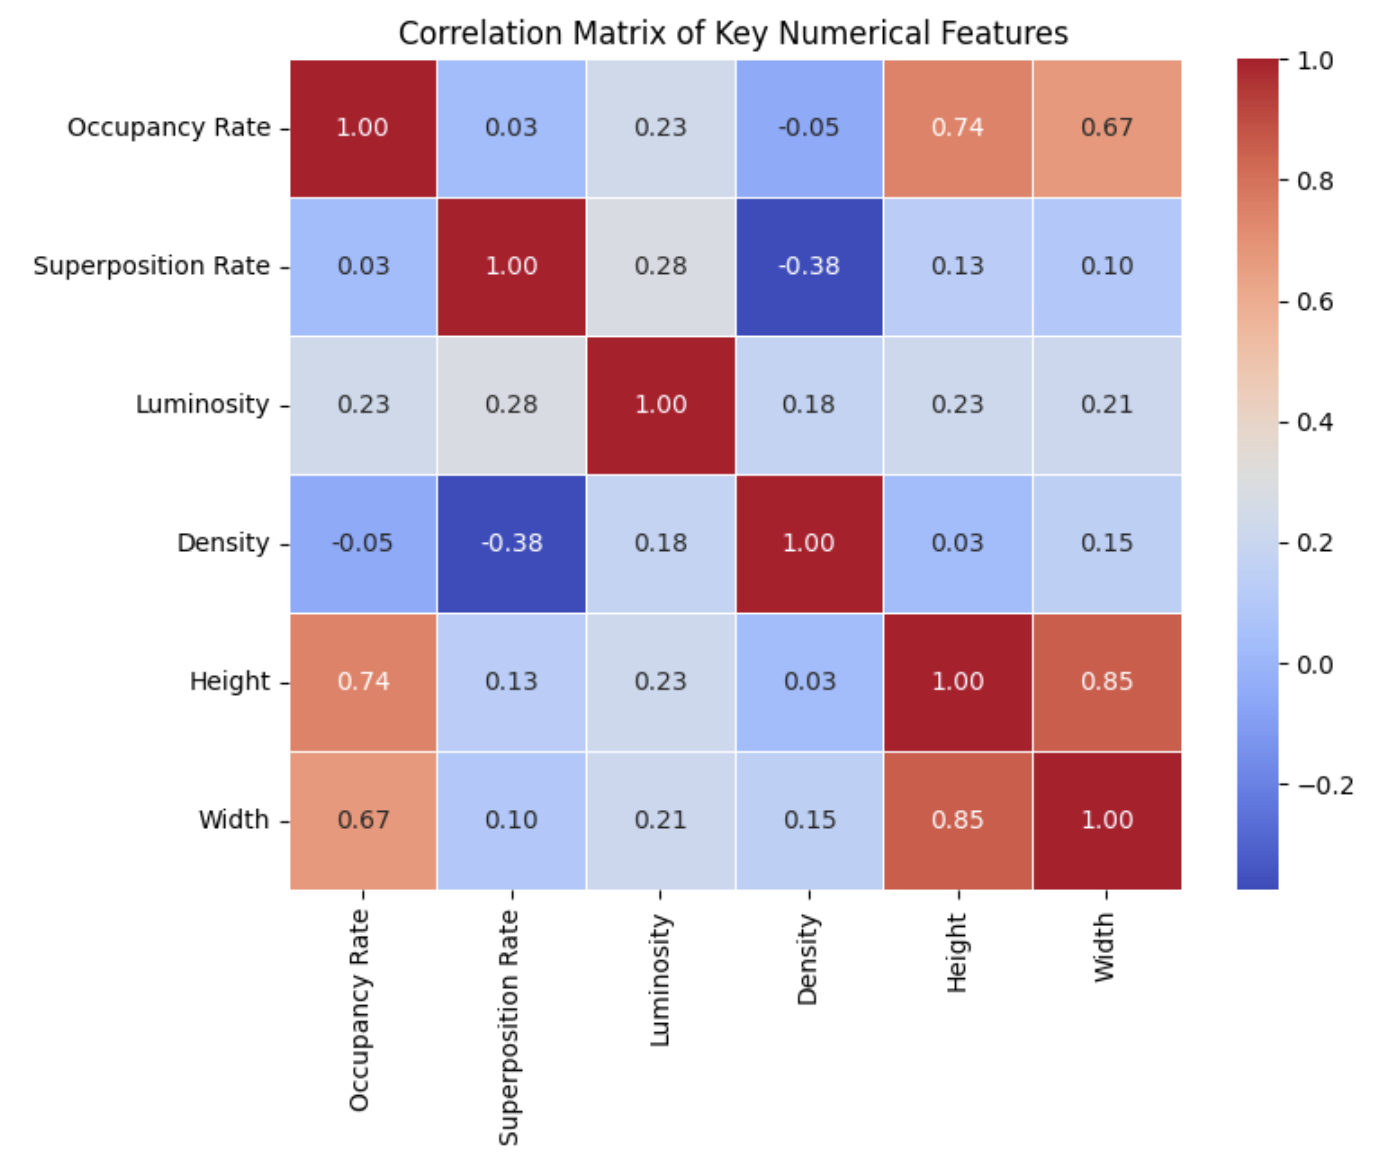 Correlation Matrix of Key Numerical Features
Occupancy Rate 1.00 0.03 0.23 -0.05 0.74 0.67
Superposition Rate 0.03 1.00 0.28 -0.38 0.13 0.10
Luminosity 0.23 0.28 1.00 0.18 0.23 0.21
Density -0.05 -0.38 0.18 1.00 0.03 0.15
Height 0.74 0.13 0.23 0.03 1.00 0.85
Width 0.67 0.10 0.21 0.15 0.85 1.00
Occupancy Rate
Superposition Rate
Luminosity
Density
Height
Width
1.0
0.8
0.6
0.4
0.2
0.0
−0.2